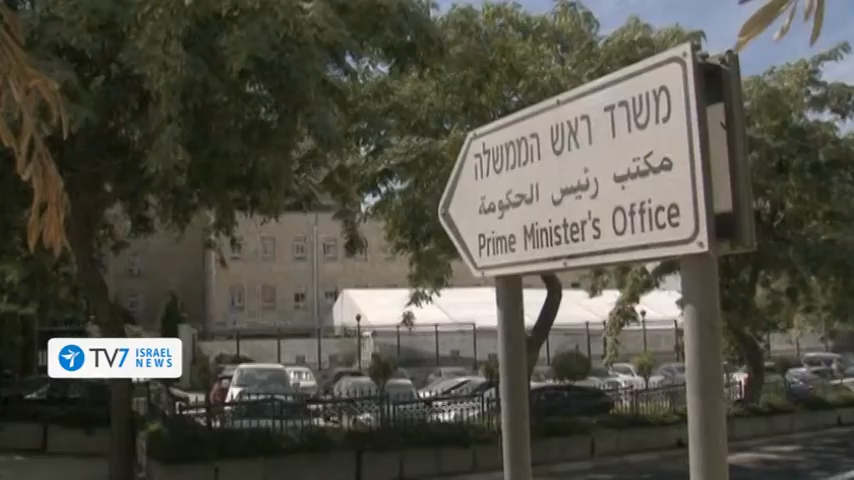 משרד ראש הממשלה
مكتب رئيس الحكومة
Prime Minister's Office
TV7 ISRAEL
NEWS